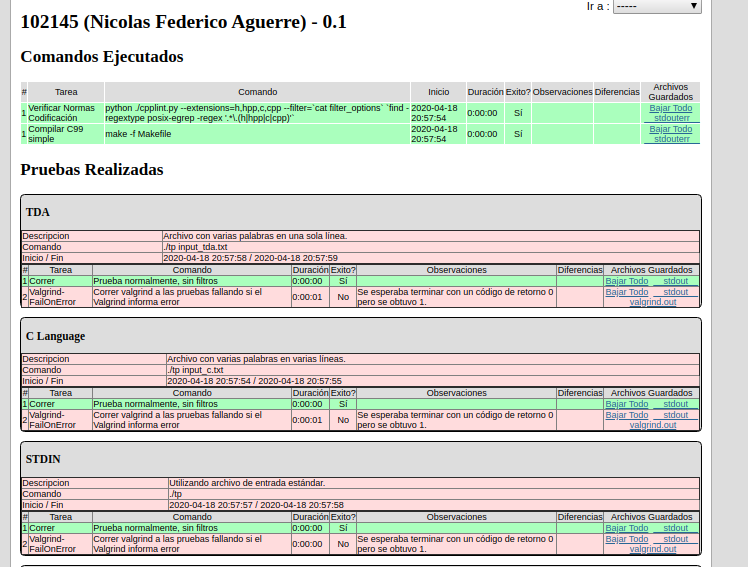 Ir a : -----
102145 (Nicolas Federico Aguerre) - 0.1
Comandos Ejecutados
# Tarea Comando Inicio Duración Exito? Observaciones Diferencias Archivos Guardados
1 Verificar Normas Codificación python ./cpplint.py --extensions=h,hpp,c,cpp --filter=`cat filter_options` `find -regextype posix-egrep -regex '.*\.(h|hpp|c|cpp)'` 2020-04-18 20:57:54 0:00:00 Sí Bajar Todo stdouterr
1 Compilar C99 simple make -f Makefile 2020-04-18 20:57:54 0:00:00 Sí Bajar Todo stdouterr
Pruebas Realizadas
TDA
Descripcion Archivo con varias palabras en una sola línea.
Comando ./tp input_tda.txt
Inicio / Fin 2020-04-18 20:57:58 / 2020-04-18 20:57:59
# Tarea Comando Duración Exito? Observaciones Diferencias Archivos Guardados
1 Correr Prueba normalmente, sin filtros 0:00:00 Sí Bajar Todo stdout
2 Valgrind-FailOnError Correr valgrind a las pruebas fallando si el Valgrind informa error 0:00:01 No Se esperaba terminar con un código de retorno 0 pero se obtuvo 1. Bajar Todo stdout valgrind.out
C Language
Descripcion Archivo con varias palabras en varias líneas.
Comando ./tp input_c.txt
Inicio / Fin 2020-04-18 20:57:54 / 2020-04-18 20:57:55
# Tarea Comando Duración Exito? Observaciones Diferencias Archivos Guardados
1 Correr Prueba normalmente, sin filtros 0:00:00 Sí Bajar Todo stdout
2 Valgrind-FailOnError Correr valgrind a las pruebas fallando si el Valgrind informa error 0:00:01 No Se esperaba terminar con un código de retorno 0 pero se obtuvo 1. Bajar Todo stdout valgrind.out
STDIN
Descripcion Utilizando archivo de entrada estándar.
Comando ./tp
Inicio / Fin 2020-04-18 20:57:57 / 2020-04-18 20:57:58
# Tarea Comando Duración Exito? Observaciones Diferencias Archivos Guardados
1 Correr Prueba normalmente, sin filtros 0:00:00 Sí Bajar Todo stdout
2 Valgrind-FailOnError Correr valgrind a las pruebas fallando si el Valgrind informa error 0:00:01 No Se esperaba terminar con un código de retorno 0 pero se obtuvo 1. Bajar Todo stdout valgrind.out